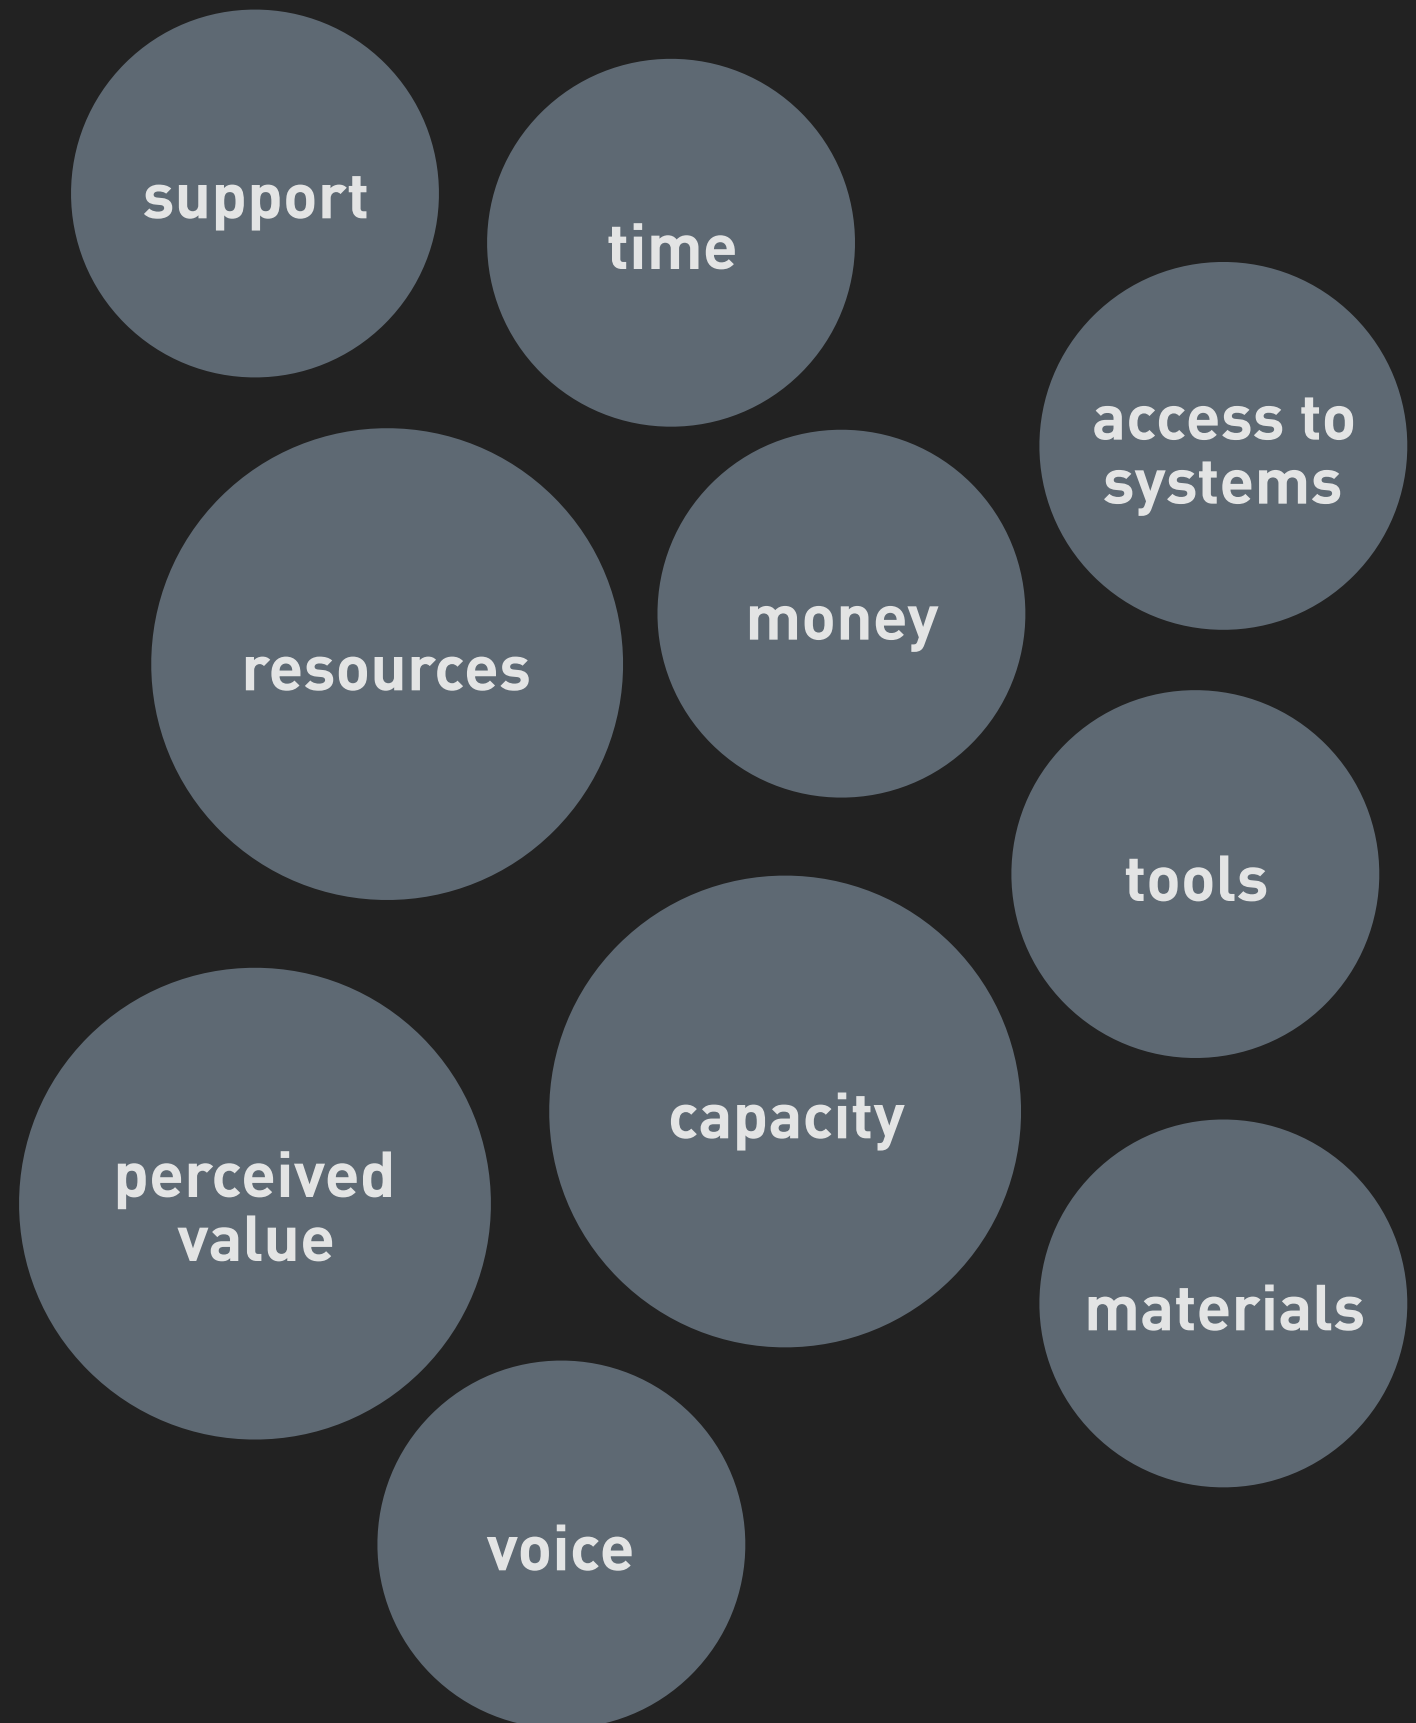 support
time
access to
systems
money
resources
tools
capacity
perceived
value
materials
voice